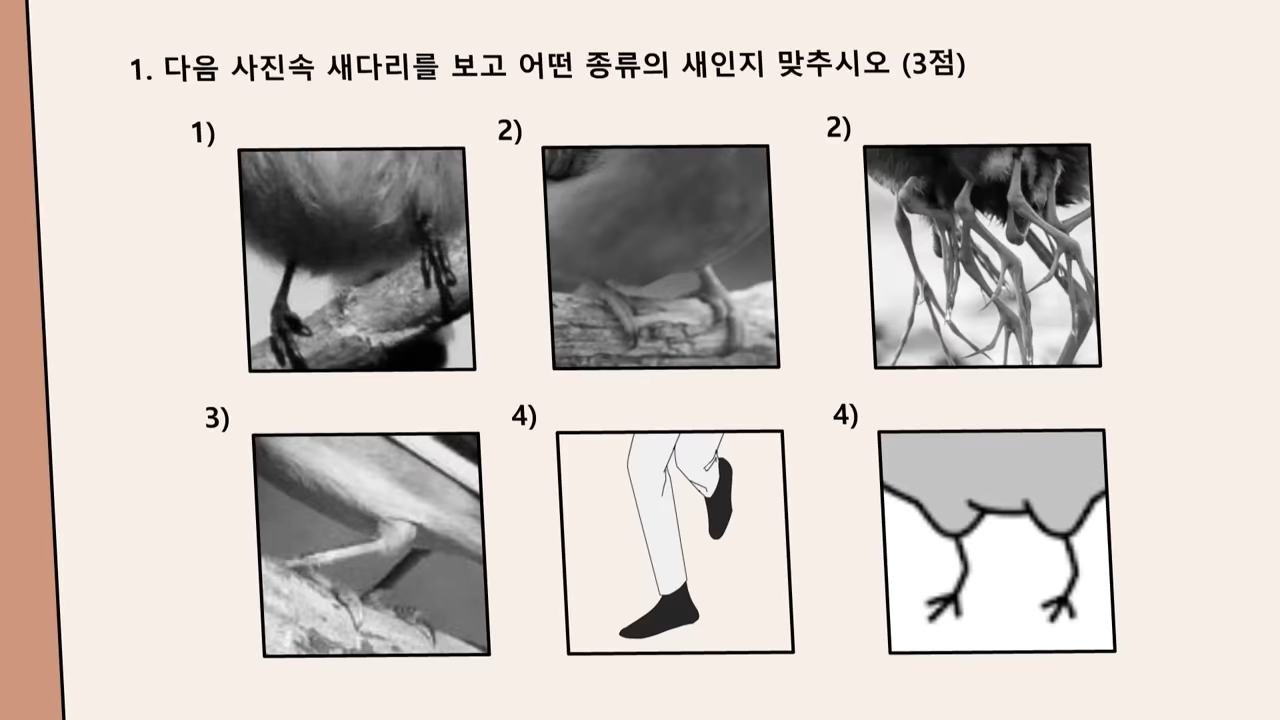 1. 다음 사진속 새다리를 보고 어떤 종류의 새인지 맞추시오 (3점)
1) 2) 2)
3) 4) 4)